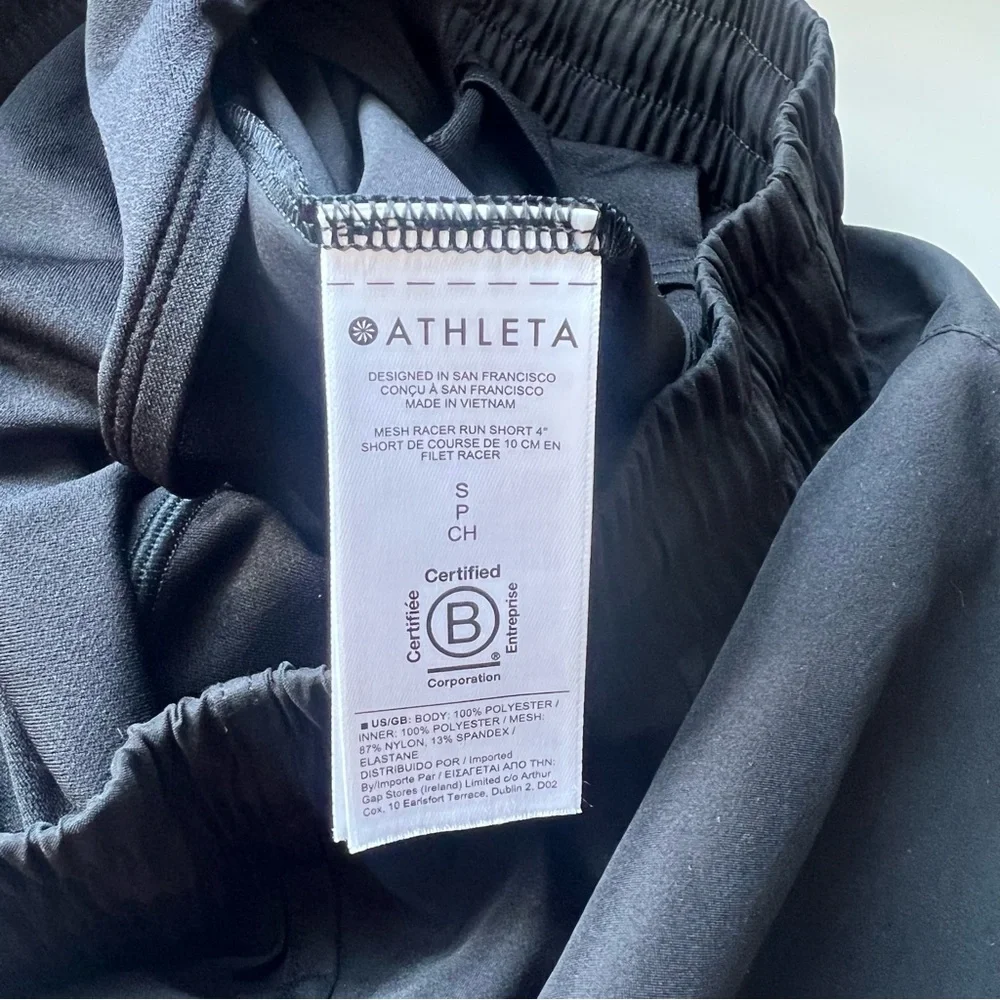 ATHLETA
DESIGNED IN SAN FRANCISCO
CONÇU À SAN FRANCISCO
MADE IN VIETNAM
MESH RACER RUN SHORT 4"
SHORT DE COURSE DE 10 CM EN
FILET RACER
S
P
CH
Certified
Certifiée
B
Entreprise
®
Corporation
■ US/GB: BODY: 100% POLYESTER /
INNER: 100% POLYESTER / MESH:
87% NYLON, 13% SPANDEX /
ELASTANE
DISTRIBUIDO POR / Imported
By/Importe Par / ΕΙΣΑΓΕΤΑΙ ΑΠΟ ΤΗΝ:
Gap Stores (Ireland) Limited c/o Arthur
Cox, 10 Earlsfort Terrace, Dublin 2, D02